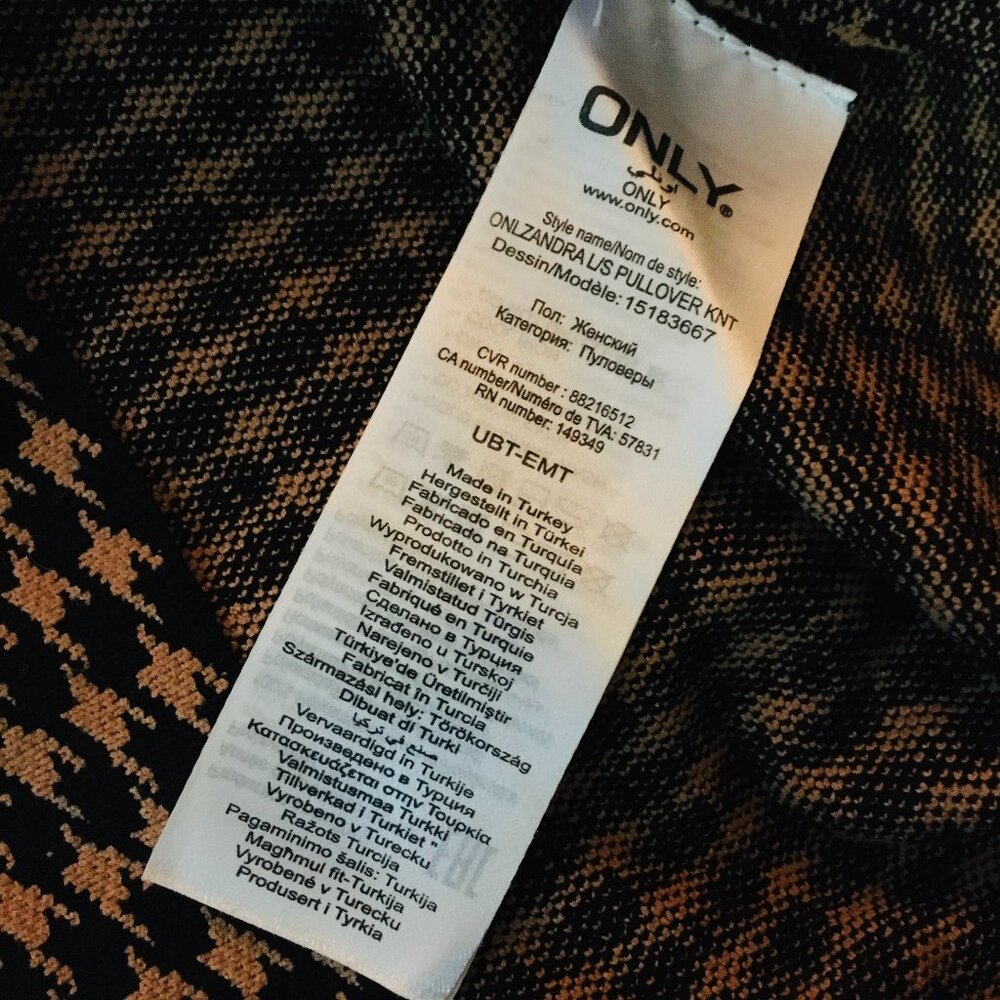 ONLY®
اونلي
ONLY
www.only.com
Style name/Nom de style:
ONLZANDRA L/S PULLOVER KNT
Dessin/Modèle: 15183667
Пол: Женский
Категория: Пуловеры
CVR number : 88216512
CA number/Numéro de TVA: 57831
RN number: 149349
UBT-EMT
Made in Turkey
Hergestellt in Türkei
Fabricado en Turquía
Fabricado na Turquia
Prodotto in Turchia
Wyprodukowano w Turcja
Fremstillet i Tyrkiet
Valmistatud Türgis
Fabriqué en Turquie
Сделано в Турция
Izrađeno u Turskoj
Narejeno v Turčiji
Türkiye'de Üretilmiştir
Fabricat în Turcia
Származási hely: Törökország
Dibuat di Turki
صنع في تركيا
Vervaardigd in Turkije
Произведено в Турция
Κατασκευάζεται στην Τουρκία
Valmistusmaa Turkki
Tillverkad i Turkiet "
Vyrobeno v Turecku
Ražots Turcija
Pagaminimo šalis: Turkija
Magħmul fit-Turkija
Vyrobené v Turecku
Produsert i Tyrkia